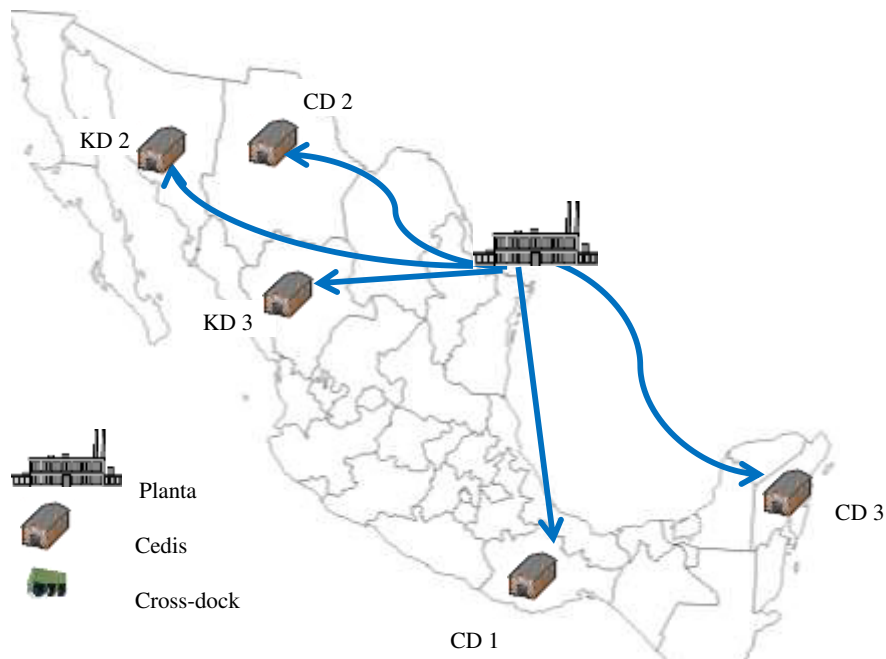 CD 2
KD 2
KD 3
Planta
CD 3
Cedis
Cross-dock
CD 1